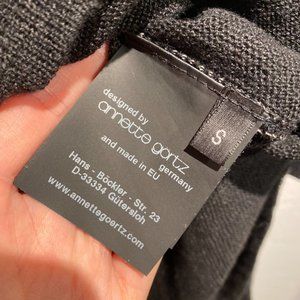 designed by
annette görtz
germany
and made in EU
Hans - Böckler - Str. 23
D-33334 Gütersloh
www.annettegoertz.com
S